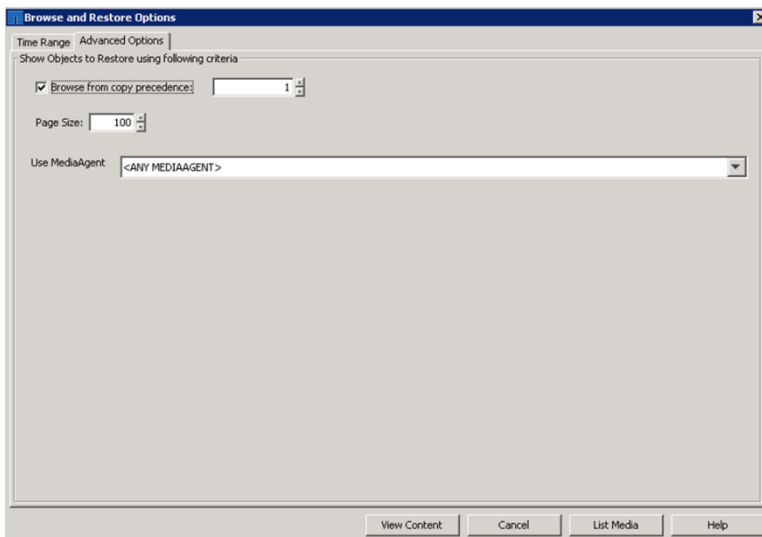 Browse and Restore Options
Time Range Advanced Options
Show Objects to Restore using following criteria
Browse from copy precedence: 1
Page Size: 100
Use MediaAgent <ANY MEDIAAGENT>
View Content Cancel List Media Help